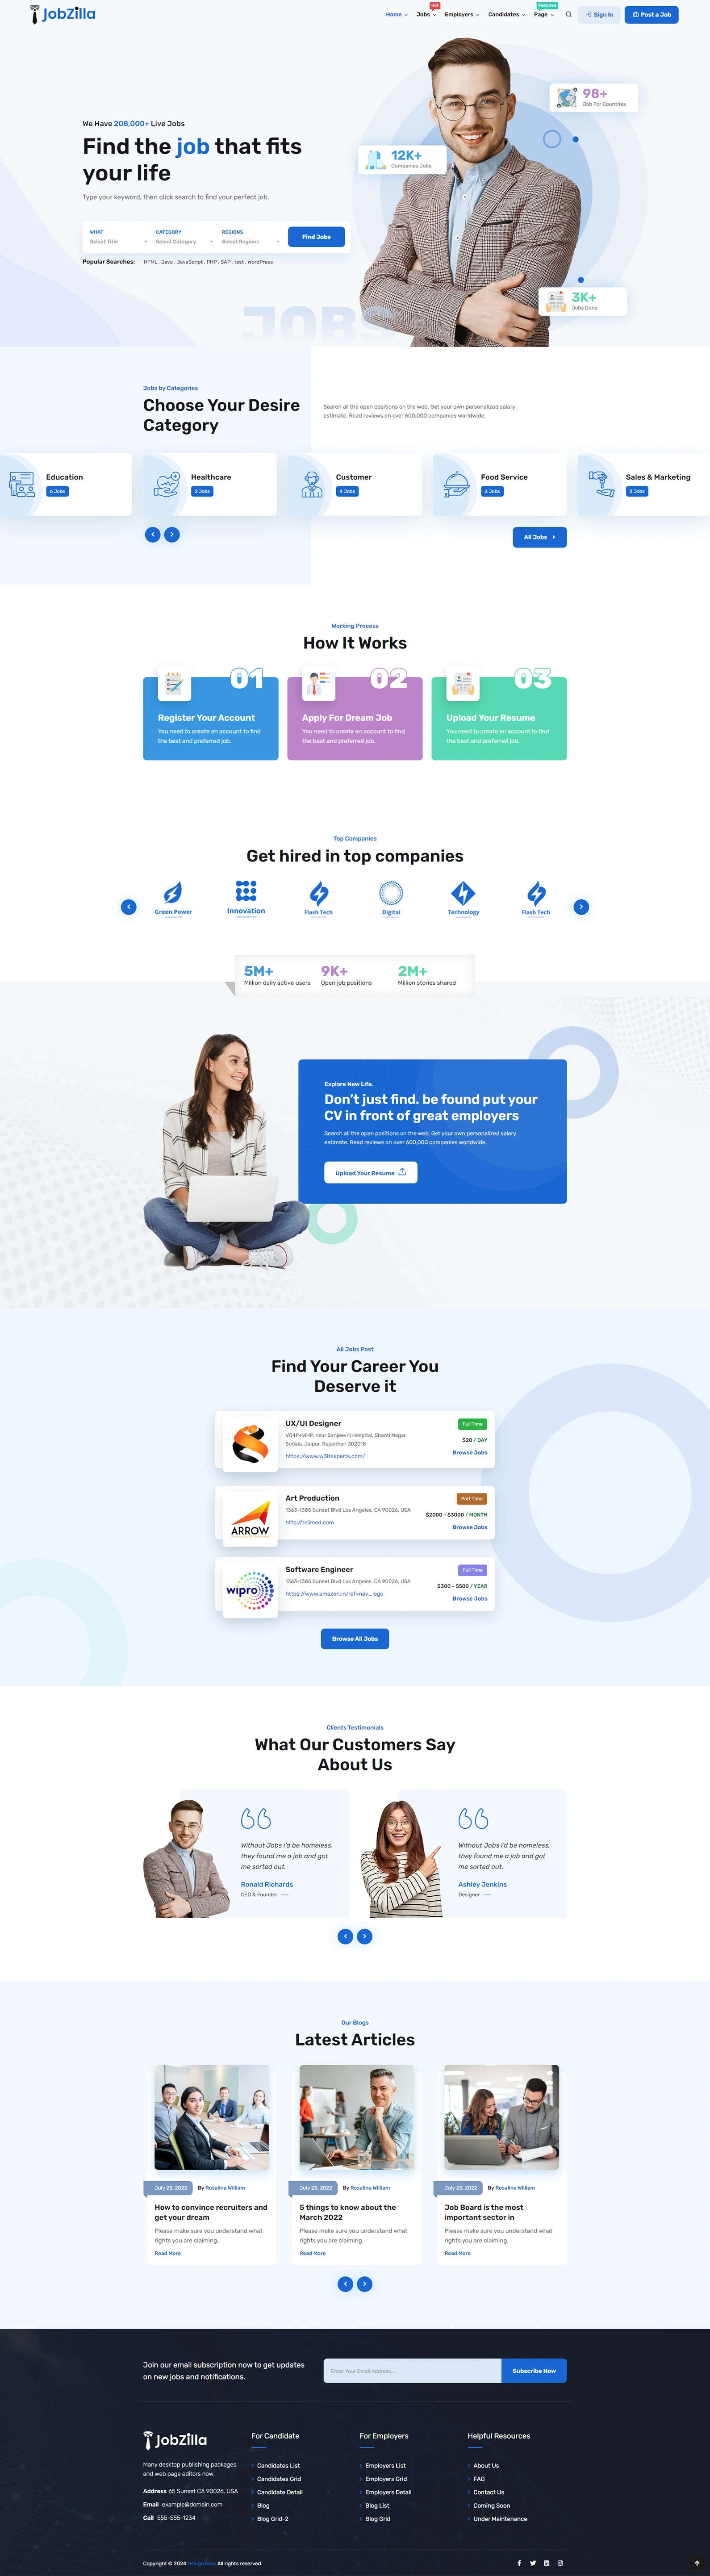 JobZilla
Home
Jobs
Hot
Employers
Candidates
Page
Featured
Sign In
Post a Job
We Have 208,000+ Live Jobs
Find the job that fits
your life
Type your keyword, then click search to find your perfect job.
WHAT
Select Title
CATEGORY
Select Category
REGIONS
Select Regions
Find Jobs
Popular Searches: HTML , Java , JavaScript , PHP , SAP , test , WordPress
98+
Job For Countries
12K+
Companies Jobs
3K+
Jobs Done
JOBS
Jobs by Categories
Choose Your Desire
Category
Search all the open positions on the web. Get your own personalized salary
estimate. Read reviews on over 600,000 companies worldwide.
Education
6 Jobs
Healthcare
2 Jobs
Customer
4 Jobs
Food Service
3 Jobs
Sales & Marketing
2 Jobs
All Jobs
Working Process
How It Works
01
Register Your Account
You need to create an account to find
the best and preferred job.
02
Apply For Dream Job
You need to create an account to find
the best and preferred job.
03
Upload Your Resume
You need to create an account to find
the best and preferred job.
Top Companies
Get hired in top companies
Green Power
Innovation
Flash Tech
Digital
Technology
Flash Tech
5M+
Million daily active users
9K+
Open job positions
2M+
Million stories shared
Explore New Life.
Don't just find. be found put your
CV in front of great employers
Search all the open positions on the web. Get your own personalized salary
estimate. Read reviews on over 600,000 companies worldwide.
Upload Your Resume
All Jobs Post
Find Your Career You
Deserve it
UX/UI Designer
VQ4P+WHP. near Sanjeevni Hospital, Shanti Nagar,
Sodala, Jaipur, Rajasthan 302018
https://www.w3itexperts.com/
Full Time
$20 / DAY
Browse Jobs
ARROW
Art Production
1363-1385 Sunset Blvd Los Angeles, CA 90026, USA
http://telimed.com
Part Time
$2000 - $3000 / MONTH
Browse Jobs
wipro
Software Engineer
1363-1385 Sunset Blvd Los Angeles, CA 90026, USA
https://www.amazon.in/ref=nav_logo
Full Time
$300 - $500 / YEAR
Browse Jobs
Browse All Jobs
Clients Testimonials
What Our Customers Say
About Us
Without Jobs i'd be homeless,
they found me a job and got
me sorted out.
Ronald Richards
CEO & Founder
Without Jobs i'd be homeless,
they found me a job and got
me sorted out.
Ashley Jenkins
Designer
Our Blogs
Latest Articles
July 25, 2022
By Rosalina William
How to convince recruiters and
get your dream
Please make sure you understand what
rights you are claiming.
Read More
July 25, 2022
By Rosalina William
5 things to know about the
March 2022
Please make sure you understand what
rights you are claiming.
Read More
July 25, 2022
By Rosalina William
Job Board is the most
important sector in
Please make sure you understand what
rights you are claiming.
Read More
Join our email subscription now to get updates
on new jobs and notifications.
Enter Your Email Address...
Subscribe Now
JobZilla
Many desktop publishing packages
and web page editors now.
Address 65 Sunset CA 90026, USA
Email example@domain.com
Call 555-555-1234
For Candidate
Candidates List
Candidates Grid
Candidate Detail
Blog
Blog Grid-2
For Employers
Employers List
Employers Grid
Employers Detail
Blog List
Blog Grid
Helpful Resources
About Us
FAQ
Contact Us
Coming Soon
Under Maintenance
Copyright © 2024 DesignZone All rights reserved.